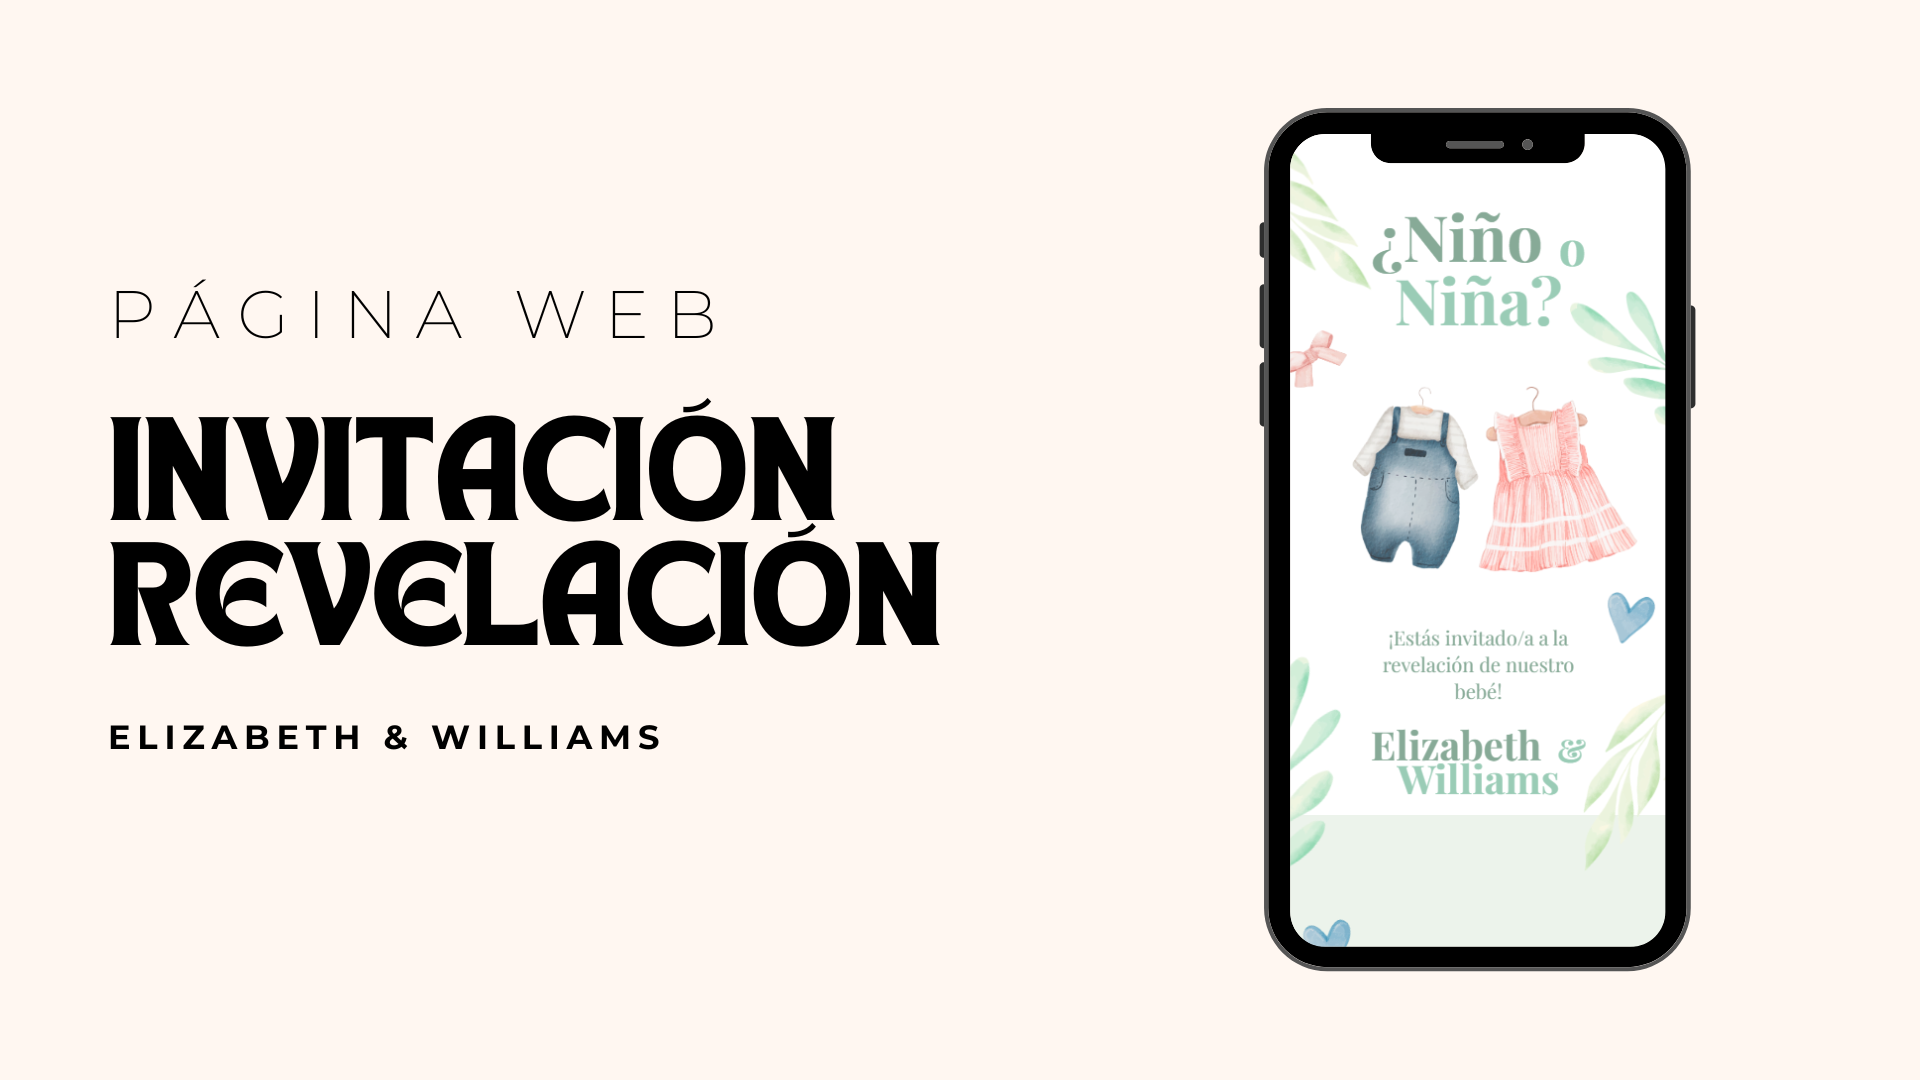 PÁGINA WEB
INVITACIÓN
REVELACIÓN
ELIZABETH & WILLIAMS
¿Niño o
Niña?
¡Estás invitado/a a la
revelación de nuestro
bebé!
Elizabeth &
Williams